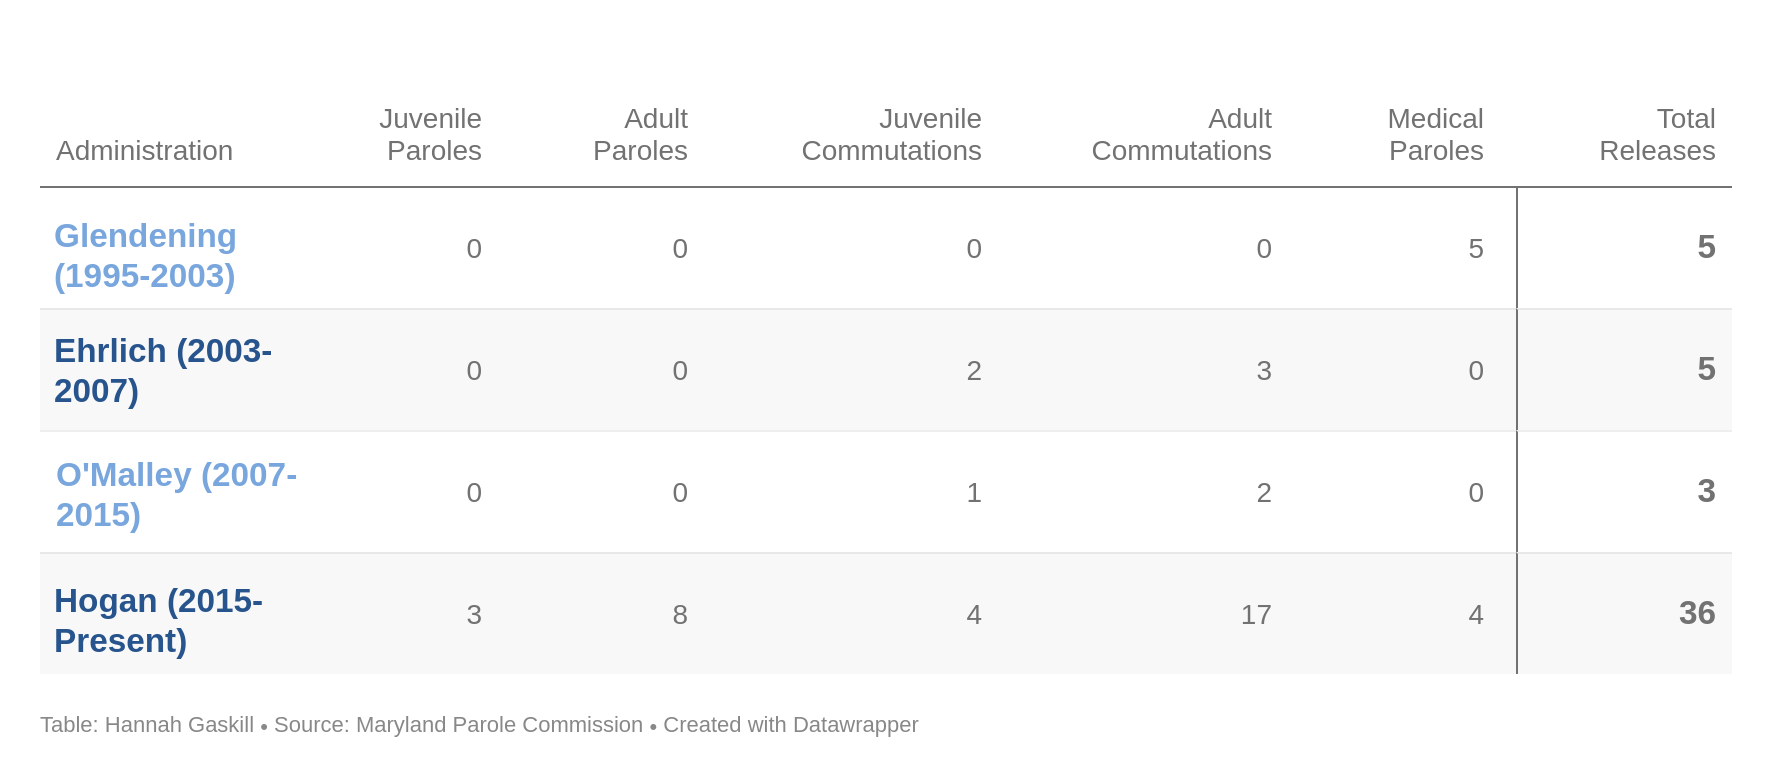 Juvenile Adult Juvenile Adult Medical Total
Administration Paroles Paroles Commutations Commutations Paroles Releases
Glendening
(1995-2003) 0 0 0 0 5 5
Ehrlich (2003-
2007) 0 0 2 3 0 5
O'Malley (2007-
2015) 0 0 1 2 0 3
Hogan (2015-
Present) 3 8 4 17 4 36
Table: Hannah Gaskill • Source: Maryland Parole Commission • Created with Datawrapper